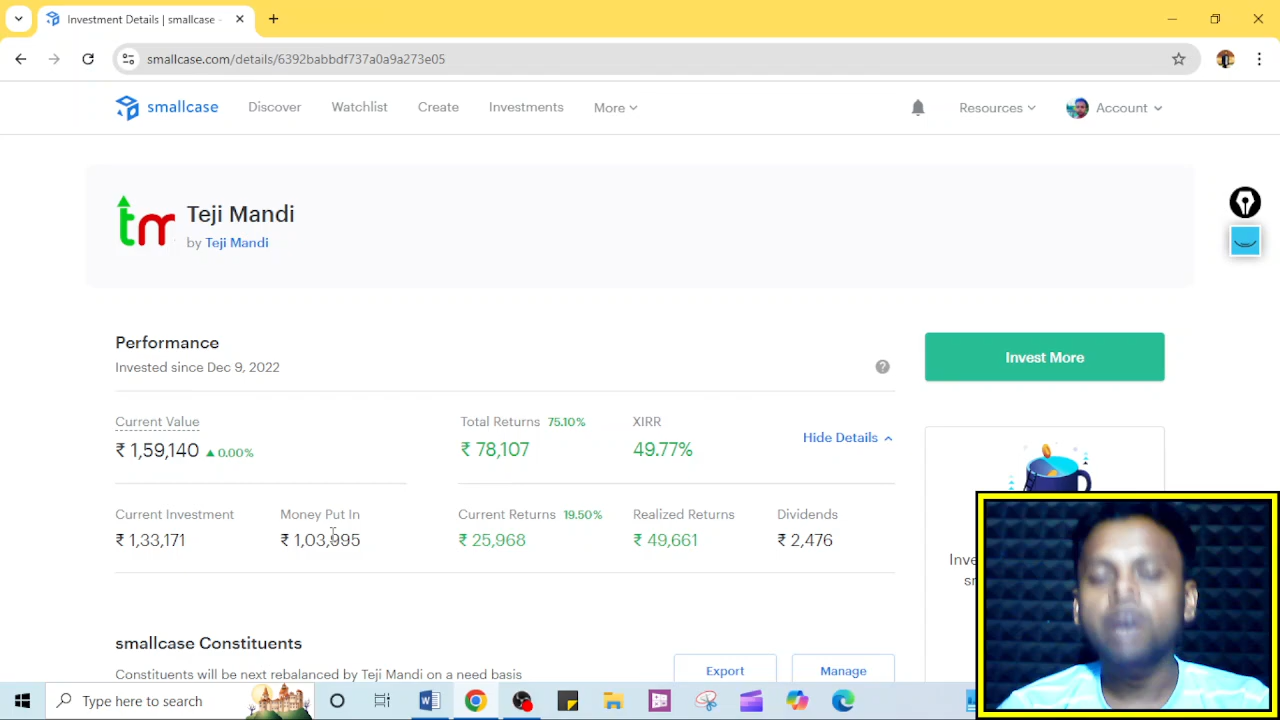 Investment Details | smallcase -
smallcase.com/details/6392babbdf737a0a9a273e05
smallcase Discover Watchlist Create Investments More Resources Account
tm
Teji Mandi
by Teji Mandi
Performance
Invested since Dec 9, 2022
?
Invest More
Current Value
₹ 1,59,140 ▲ 0.00%
Total Returns 75.10%
₹ 78,107
XIRR
49.77%
Hide Details
Current Investment
₹ 1,33,171
Money Put In
₹ 1,03,995
Current Returns 19.50%
₹ 25,968
Realized Returns
₹ 49,661
Dividends
₹ 2,476
smallcase Constituents
Constituents will be next rebalanced by Teji Mandi on a need basis
Export
Manage
Type here to search